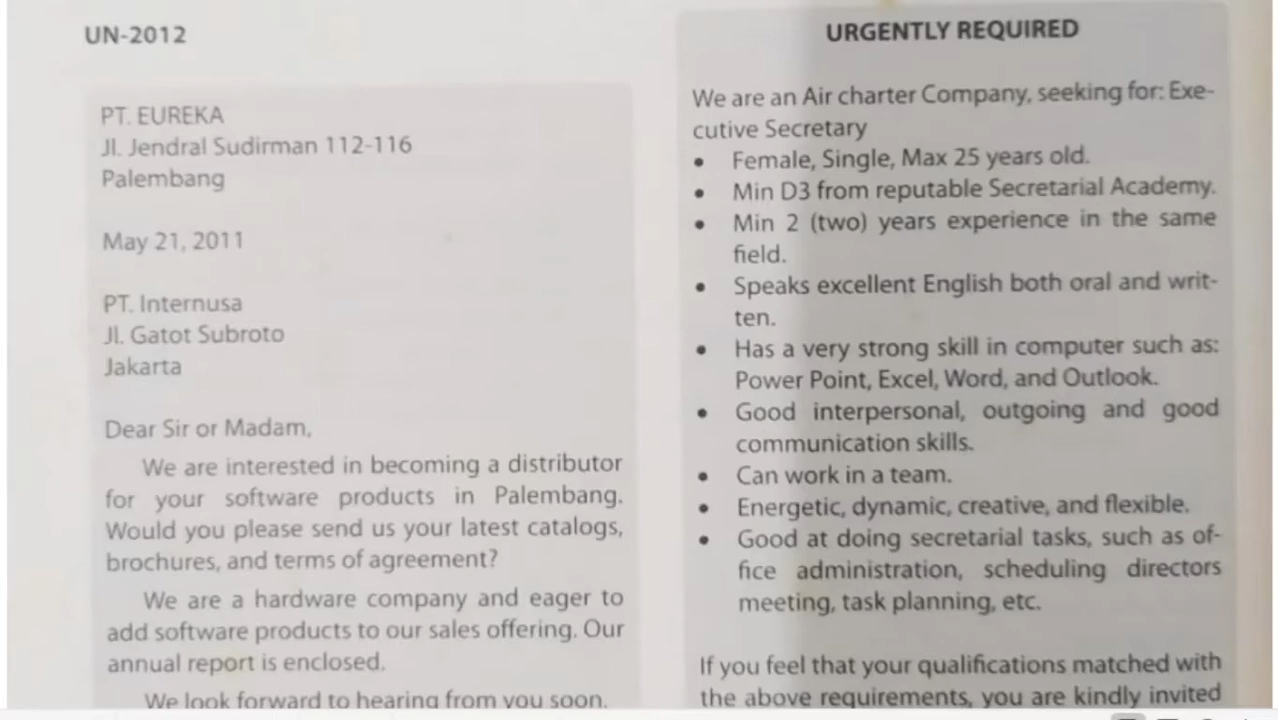 UN-2012
PT. EUREKA
Jl. Jendral Sudirman 112-116
Palembang
May 21, 2011
PT. Internusa
Jl. Gatot Subroto
Jakarta
Dear Sir or Madam,
We are interested in becoming a distributor
for your software products in Palembang.
Would you please send us your latest catalogs,
brochures, and terms of agreement?
We are a hardware company and eager to
add software products to our sales offering. Our
annual report is enclosed.
We look forward to hearing from you soon.
URGENTLY REQUIRED
We are an Air charter Company, seeking for: Exe-
cutive Secretary
• Female, Single, Max 25 years old.
• Min D3 from reputable Secretarial Academy.
• Min 2 (two) years experience in the same
field.
• Speaks excellent English both oral and writ-
ten.
• Has a very strong skill in computer such as:
Power Point, Excel, Word, and Outlook.
• Good interpersonal, outgoing and good
communication skills.
• Can work in a team.
• Energetic, dynamic, creative, and flexible.
• Good at doing secretarial tasks, such as of-
fice administration, scheduling directors
meeting, task planning, etc.
If you feel that your qualifications matched with
the above requirements, you are kindly invited